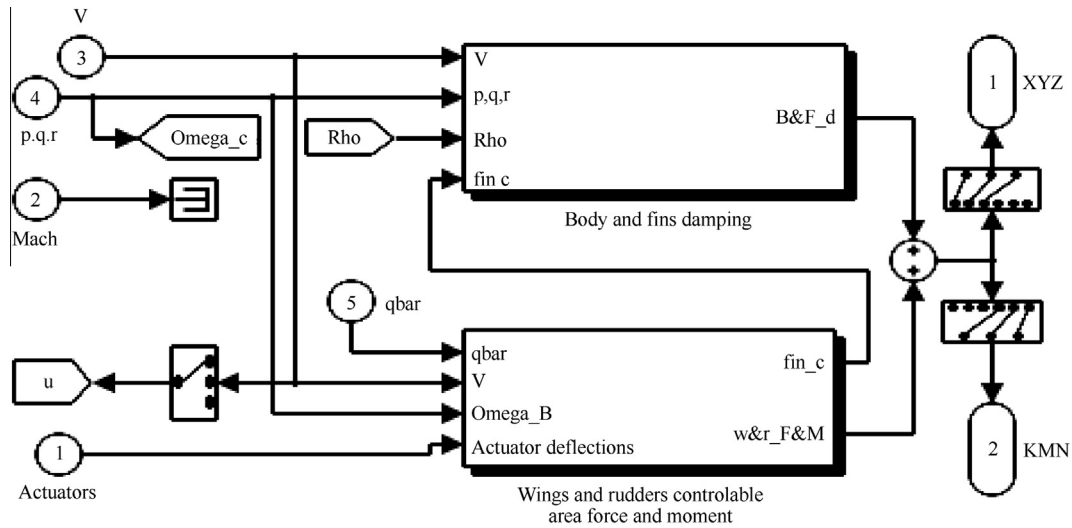 V
3
4
p.q.r
Omega_c
Rho
2
Mach
V
p,q,r
Rho
fin c
B&F_d
Body and fins damping
1
XYZ
5
qbar
u
1
Actuators
qbar
V
Omega_B
Actuator deflections
fin_c
w&r_F&M
Wings and rudders controlable
area force and moment
+
+
2
KMN